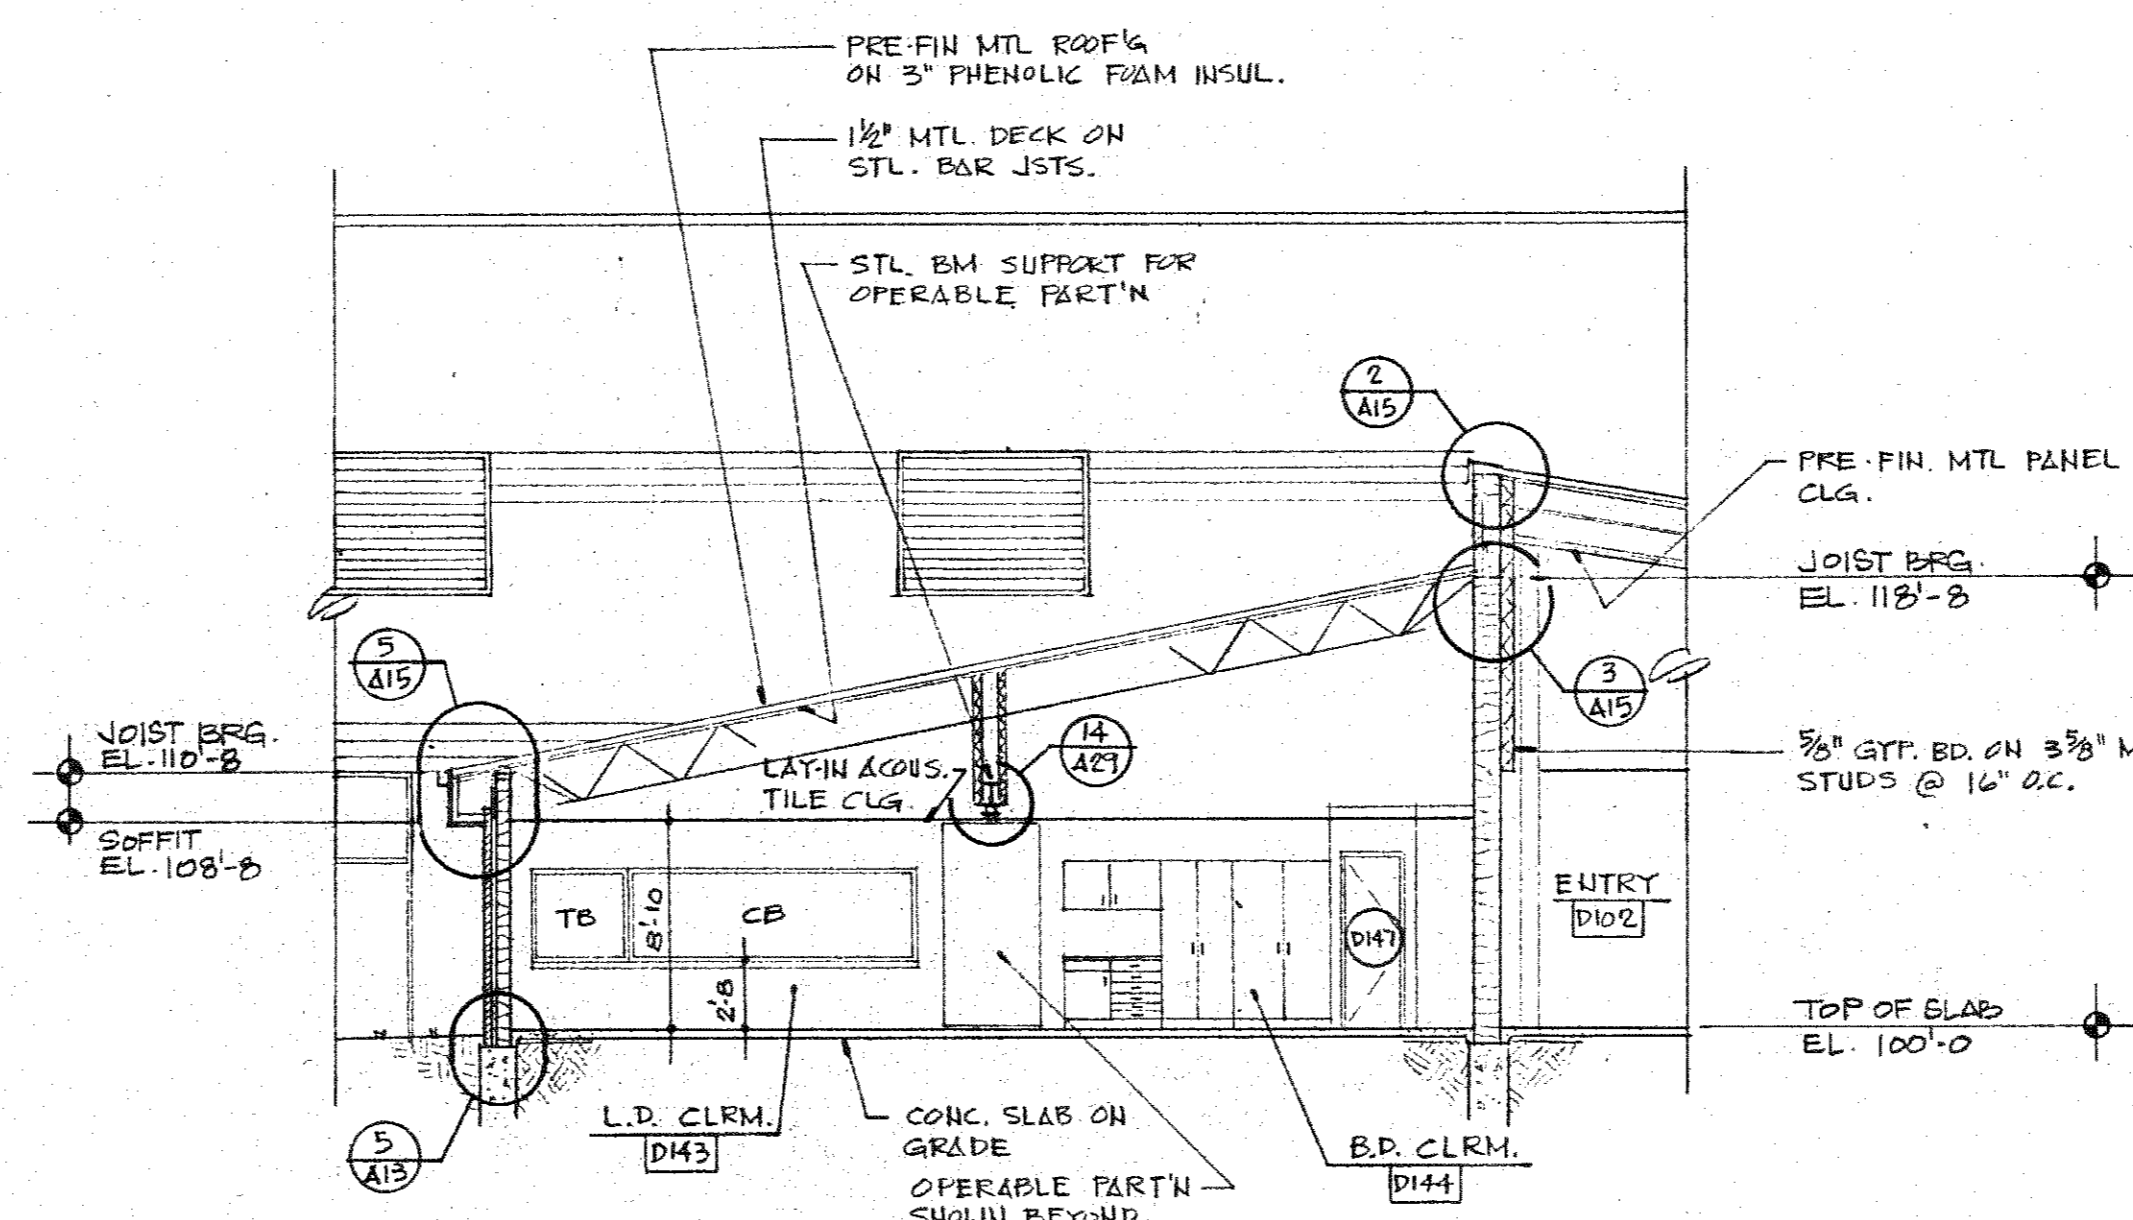 PRE-FIN MTL ROOF'G
ON 3" PHENOLIC FOAM INSUL.
1½" MTL. DECK ON
STL. BAR JSTS.
STL. BM SUPPORT FOR
OPERABLE PART'N
2
A15
PRE-FIN. MTL PANEL
CLG.
JOIST BRG.
EL. 118'-8
5
A15
3
A15
JOIST BRG.
EL. 110'-8
14
A29
LAY-IN ACOUS.
TILE CLG.
5/8" GYP. BD. ON 3 5/8" M
STUDS @ 16" O.C.
SOFFIT
EL. 108'-8
TB
CB
8'-10
2'-8
D147
ENTRY
D102
TOP OF SLAB
EL. 100'-0
5
A13
L.D. CLRM.
D143
CONC. SLAB ON
GRADE
B.D. CLRM.
D144
OPERABLE PART'N
SHOWN BEYOND